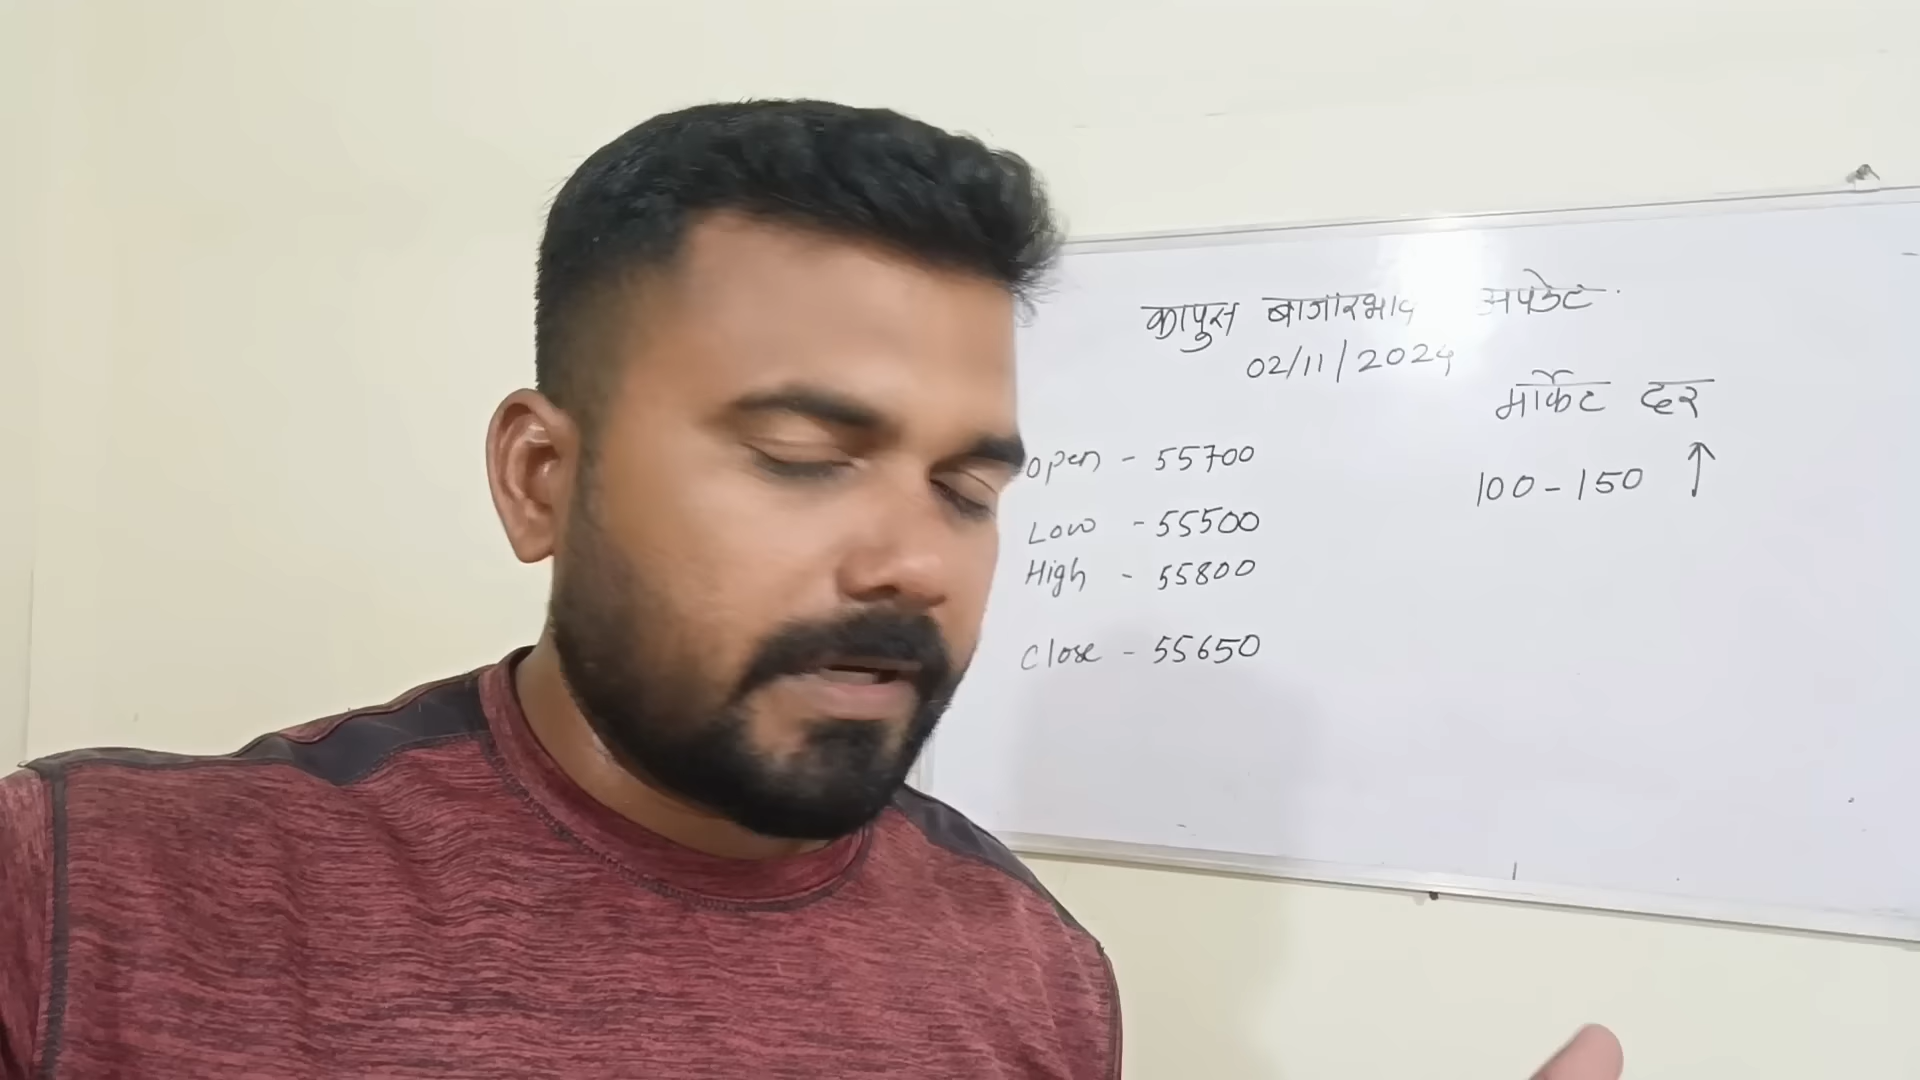 कापुस बाजारभाव अपडेट
02/11/2024
मार्केट दर
100-150 ↑
open - 55700
Low - 55500
High - 55800
Close - 55650